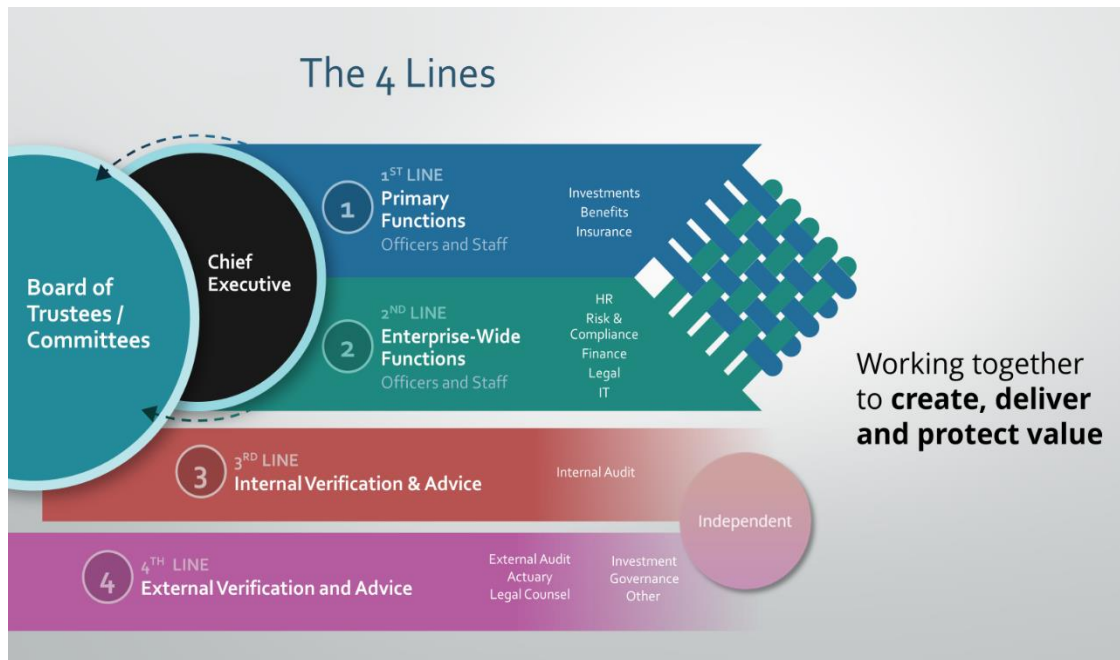 The 4 Lines
Board of
Trustees /
Committees
Chief
Executive
1
1ST LINE
Primary
Functions
Officers and Staff
Investments
Benefits
Insurance
2
2ND LINE
Enterprise-Wide
Functions
Officers and Staff
HR
Risk &
Compliance
Finance
Legal
IT
Working together
to create, deliver
and protect value
3
3RD LINE
Internal Verification & Advice
Internal Audit
Independent
4
4TH LINE
External Verification and Advice
External Audit
Actuary
Legal Counsel
Investment
Governance
Other